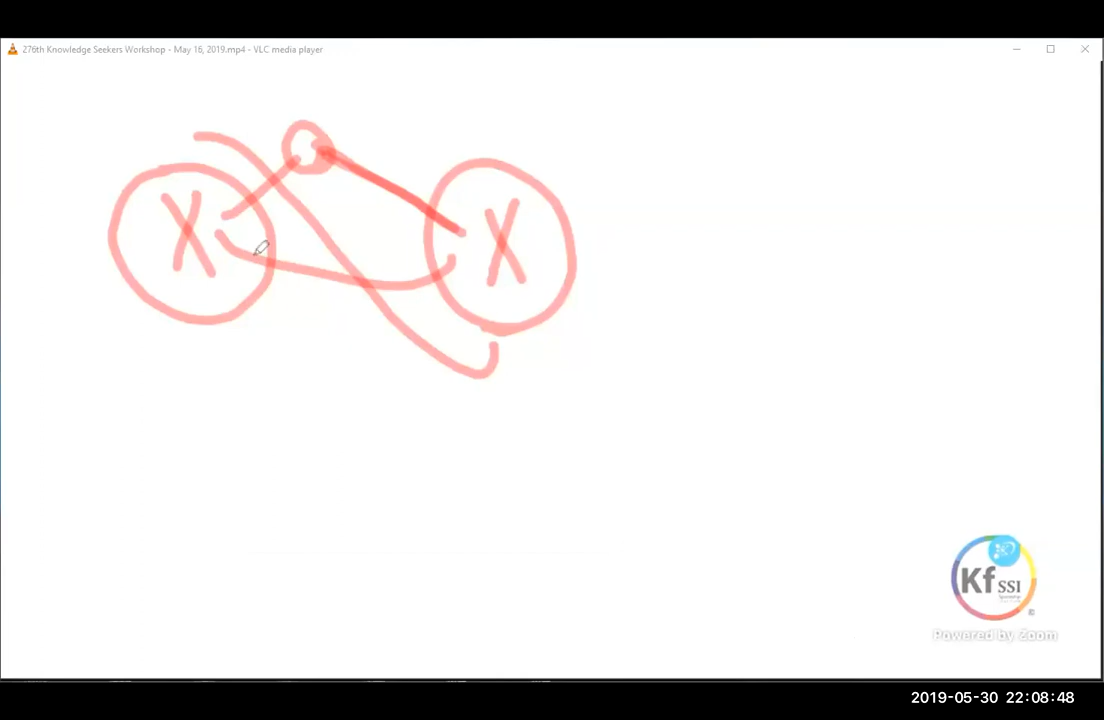 276th Knowledge Seekers Workshop - May 16, 2019.mp4 - VLC media player
X X
Kf SSI
Powered by Zoom
2019-05-30 22:08:48